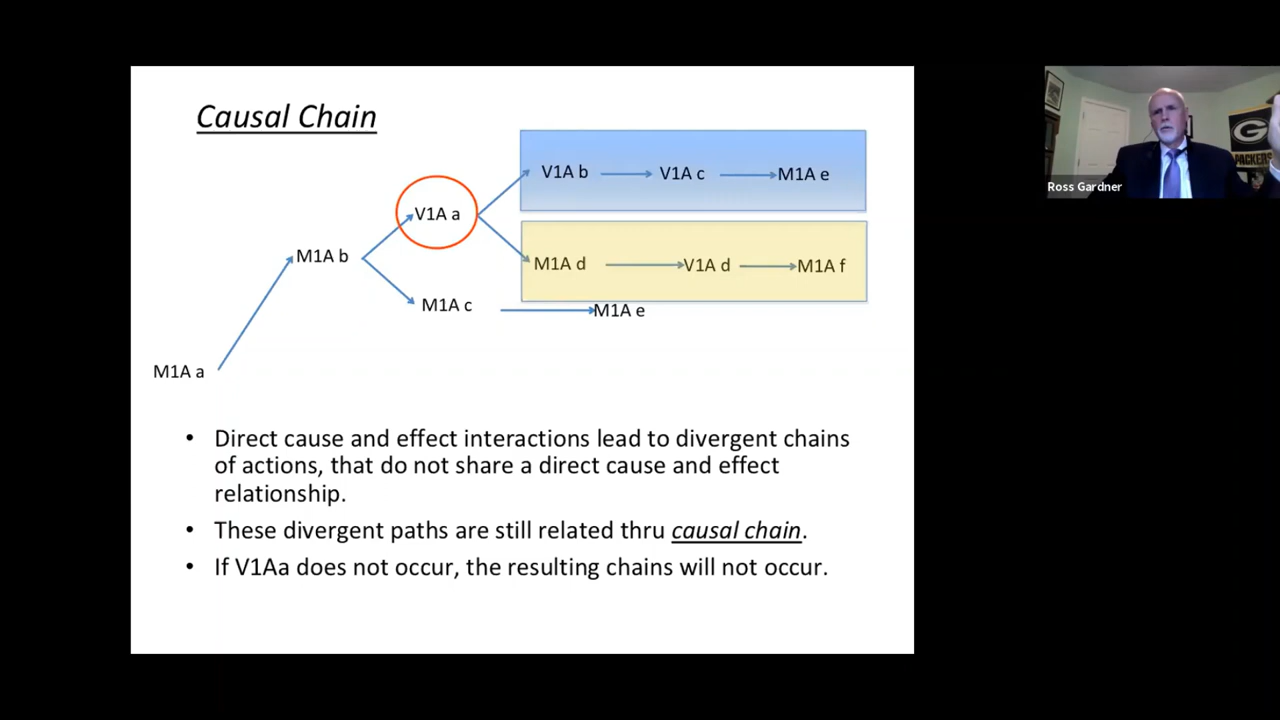 Causal Chain
V1A b
V1A c
M1A e
V1A a
M1A d
V1A d
M1A f
M1A b
M1A c
M1A e
M1A a
• Direct cause and effect interactions lead to divergent chains
of actions, that do not share a direct cause and effect
relationship.
• These divergent paths are still related thru causal chain.
• If V1Aa does not occur, the resulting chains will not occur.
G
PACKERS
Ross Gardner